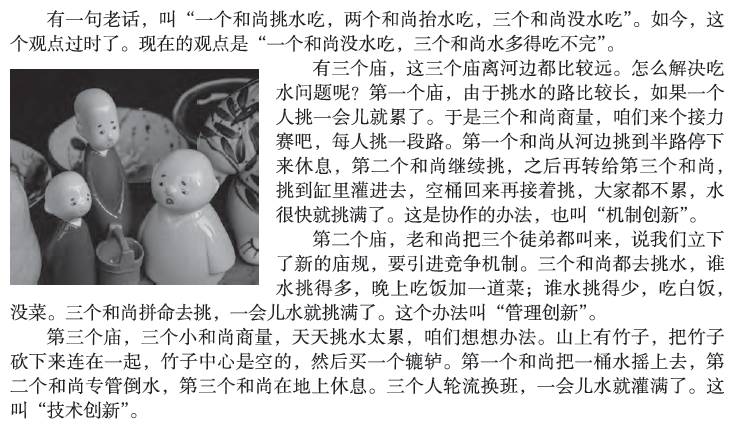 有一句老话，叫“一个和尚挑水吃，两个和尚抬水吃，三个和尚没水吃”。如今，这
个观点过时了。现在的观点是“一个和尚没水吃，三个和尚水多得吃不完”。
有三个庙，这三个庙离河边都比较远。怎么解决吃
水问题呢？第一个庙，由于挑水的路比较长，如果一个
人挑一会儿就累了。于是三个和尚商量，咱们来个接力
赛吧，每人挑一段路。第一个和尚从河边挑到半路停下
来休息，第二个和尚继续挑，之后再转给第三个和尚，
挑到缸里灌进去，空桶回来再接着挑，大家都不累，水
很快就挑满了。这是协作的办法，也叫“机制创新”。
第二个庙，老和尚把三个徒弟都叫来，说我们立下
了新的庙规，要引进竞争机制。三个和尚都去挑水，谁
水挑得多，晚上吃饭加一道菜；谁水挑得少，吃白饭，
没菜。三个和尚拼命去挑，一会儿水就挑满了。这个办法叫“管理创新”。
第三个庙，三个小和尚商量，天天挑水太累，咱们想想办法。山上有竹子，把竹子
砍下来连在一起，竹子中心是空的，然后买一个辘轳。第一个和尚把一桶水摇上去，第
二个和尚专管倒水，第三个和尚在地上休息。三个人轮流换班，一会儿水就灌满了。这
叫“技术创新”。